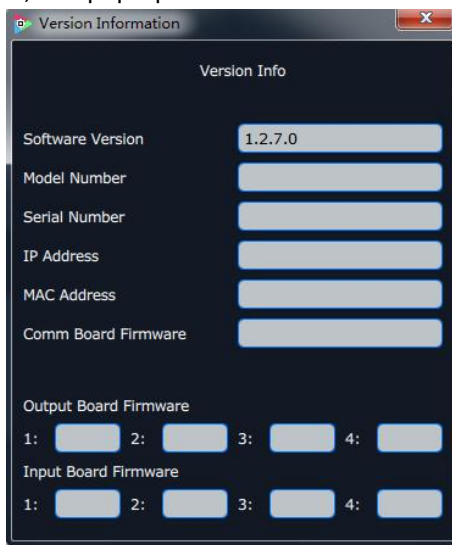 Version Information
Version Info
Software Version 1.2.7.0
Model Number
Serial Number
IP Address
MAC Address
Comm Board Firmware
Output Board Firmware
1: 2: 3: 4:
Input Board Firmware
1: 2: 3: 4: